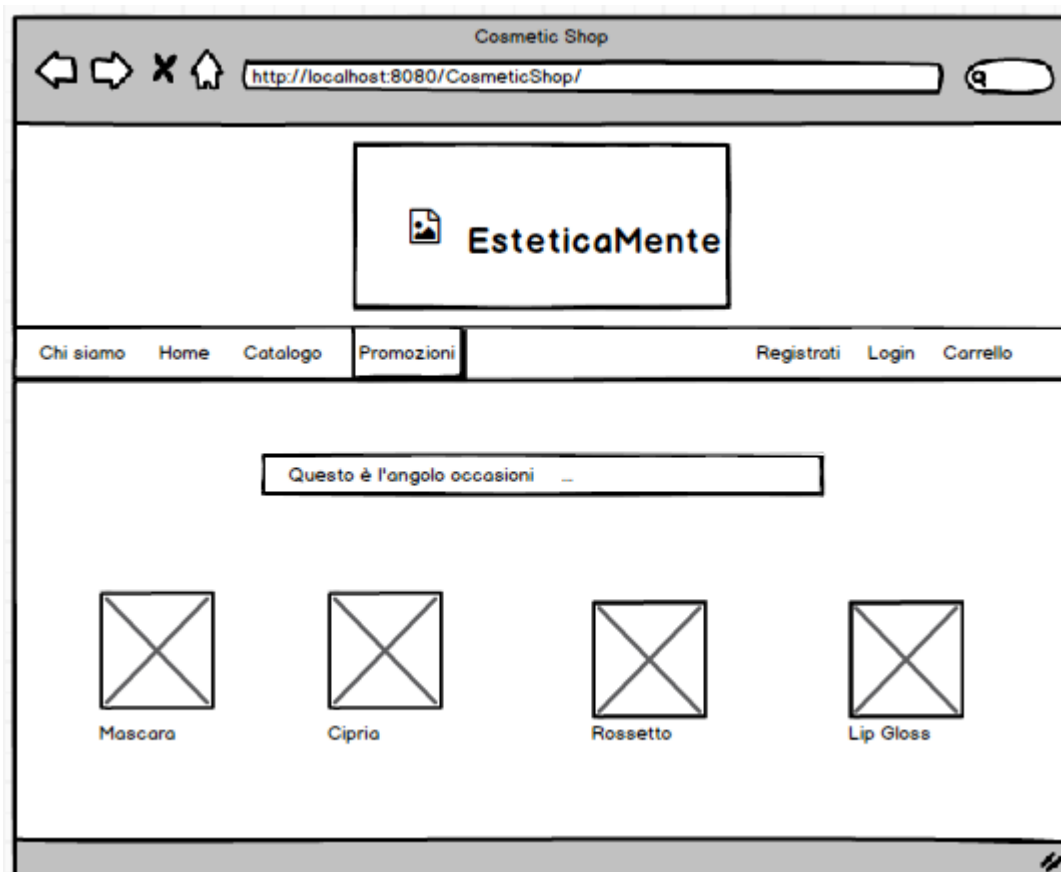 Cosmetic Shop
http://localhost:8080/CosmeticShop/
EsteticaMente
Chi siamo Home Catalogo Promozioni Registrati Login Carrello
Questo è l'angolo occasioni ...
Mascara Cipria Rossetto Lip Gloss